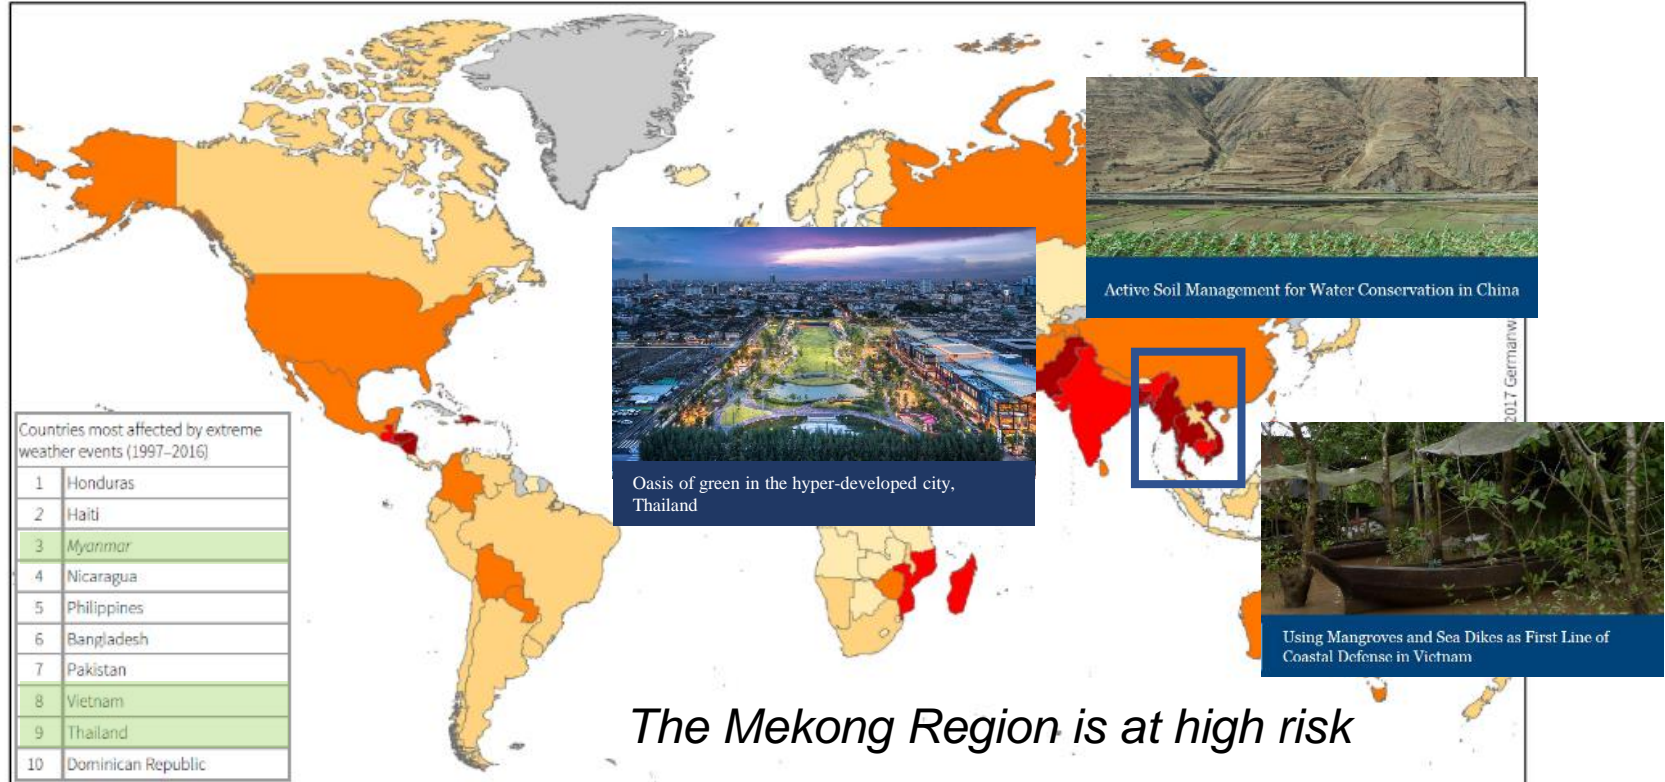 Active Soil Management for Water Conservation in China
2017 Germanw
Oasis of green in the hyper-developed city,
Thailand
Countries most affected by extreme
weather events (1997–2016)
1 Honduras
2 Haiti
3 Myanmar
4 Nicaragua
5 Philippines
6 Bangladesh
7 Pakistan
8 Vietnam
9 Thailand
10 Dominican Republic
Using Mangroves and Sea Dikes as First Line of
Coastal Defense in Vietnam
The Mekong Region is at high risk